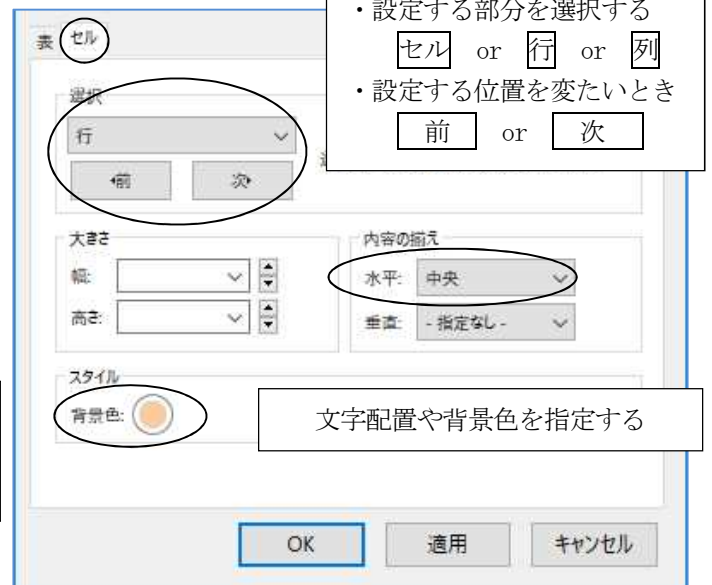 ・設定する部分を選択する
セル or 行 or 列
・設定する位置を変たいとき
前 or 次
表 セル
選択
行
前 次
大きさ 内容の揃え
幅: 水平: 中央
高さ: 垂直: - 指定なし -
スタイル
背景色:
文字配置や背景色を指定する
OK 適用 キャンセル